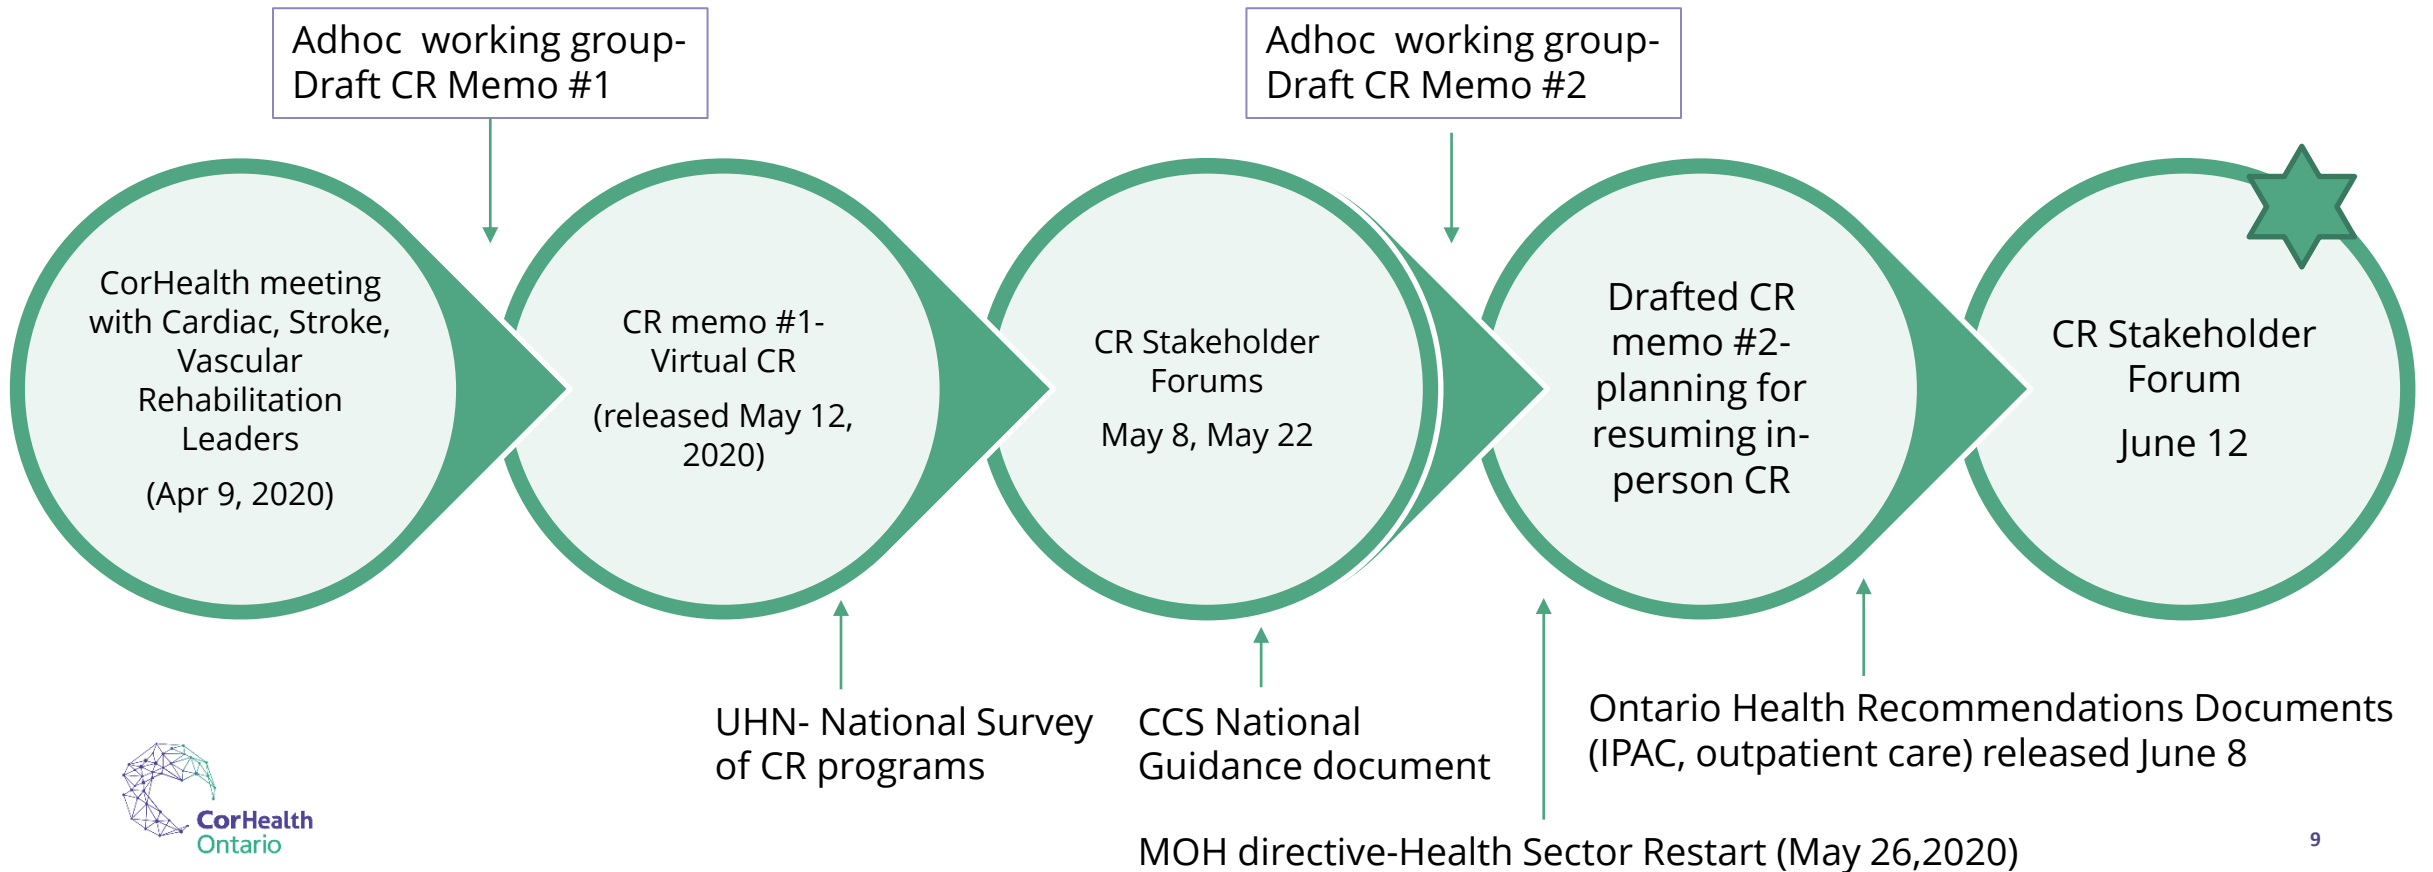 Adhoc  working group-
Draft CR Memo #1
Adhoc  working group-
Draft CR Memo #2
CorHealth meeting
with Cardiac, Stroke,
Vascular
Rehabilitation
Leaders
(Apr 9, 2020)
CR memo #1-
Virtual CR
(released May 12,
2020)
CR Stakeholder
Forums
May 8, May 22
Drafted CR
memo #2-
planning for
resuming in-
person CR
CR Stakeholder
Forum
June 12
UHN- National Survey
of CR programs
CCS National
Guidance document
Ontario Health Recommendations Documents
(IPAC, outpatient care) released June 8
MOH directive-Health Sector Restart (May 26,2020)
CorHealth
Ontario
9